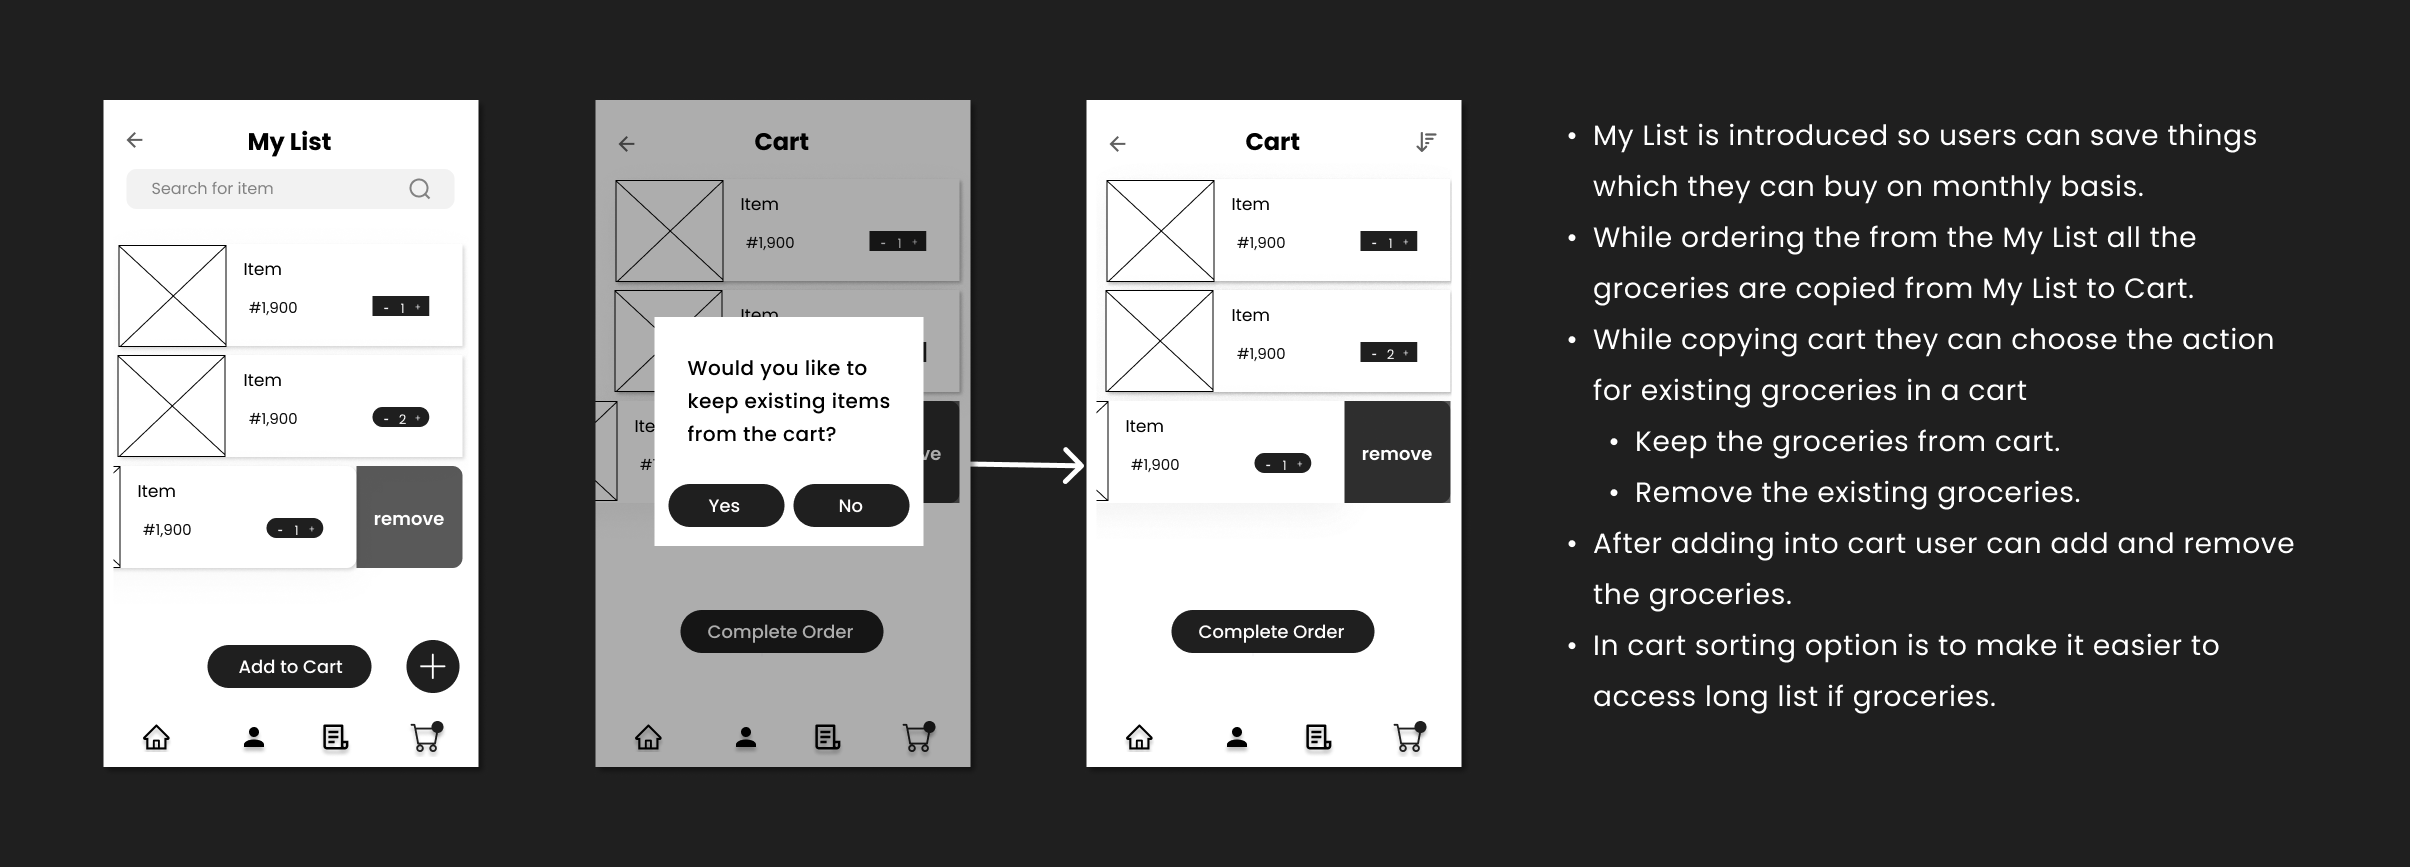 My List
Search for item
Item
#1,900
- 1 +
Item
#1,900
- 2 +
Item
#1,900
- 1 +
remove
Add to Cart
Cart
Item
#1,900
- 1 +
Item
Would you like to
keep existing items
from the cart?
Yes
No
Complete Order
Cart
Item
#1,900
- 1 +
Item
#1,900
- 2 +
Item
#1,900
- 1 +
remove
Complete Order
• My List is introduced so users can save things
which they can buy on monthly basis.
• While ordering the from the My List all the
groceries are copied from My List to Cart.
• While copying cart they can choose the action
for existing groceries in a cart
• Keep the groceries from cart.
• Remove the existing groceries.
• After adding into cart user can add and remove
the groceries.
• In cart sorting option is to make it easier to
access long list if groceries.